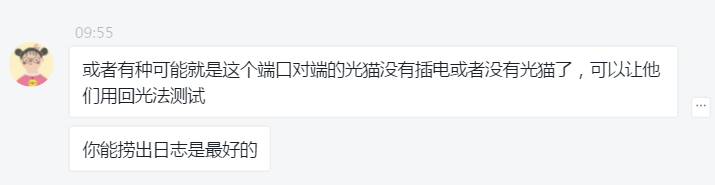 09:55
或者有种可能就是这个端口对端的光猫没有插电或者没有光猫了，可以让他
们用回光法测试
你能捞出日志是最好的